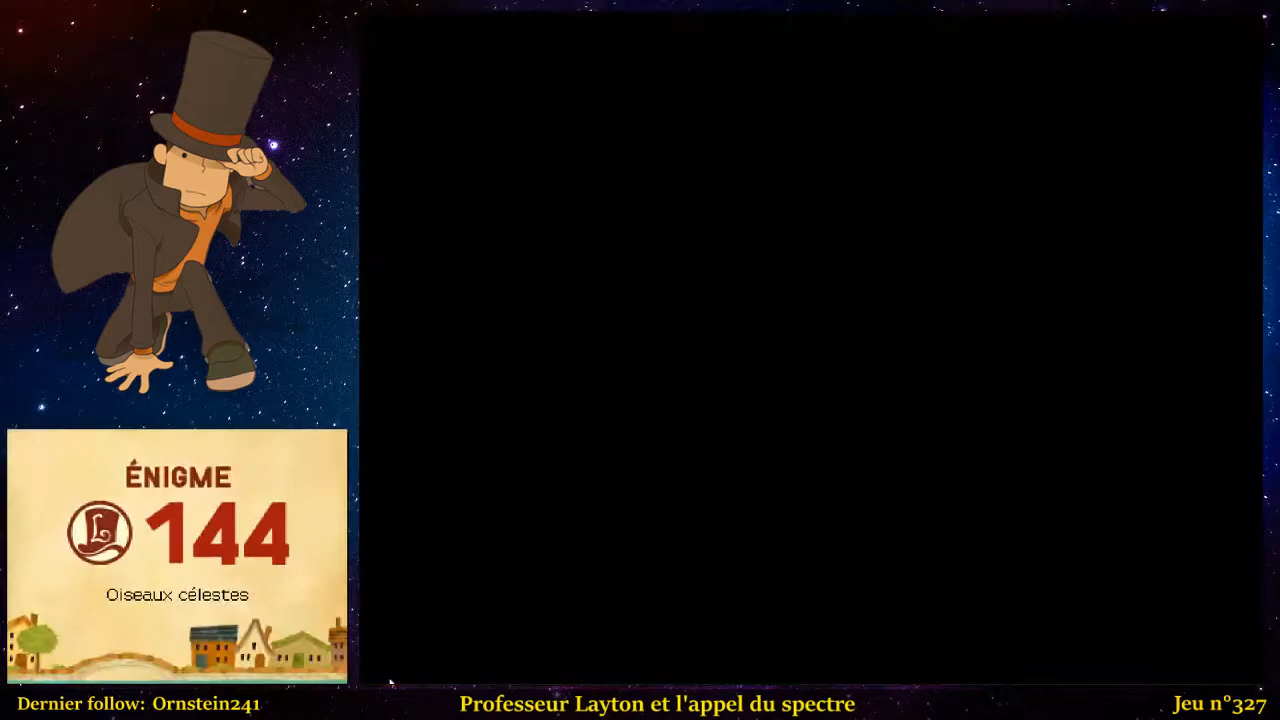 ÉNIGME
L 144
Oiseaux célestes
Dernier follow: Ornstein241
Professeur Layton et l'appel du spectre
Jeu n°327